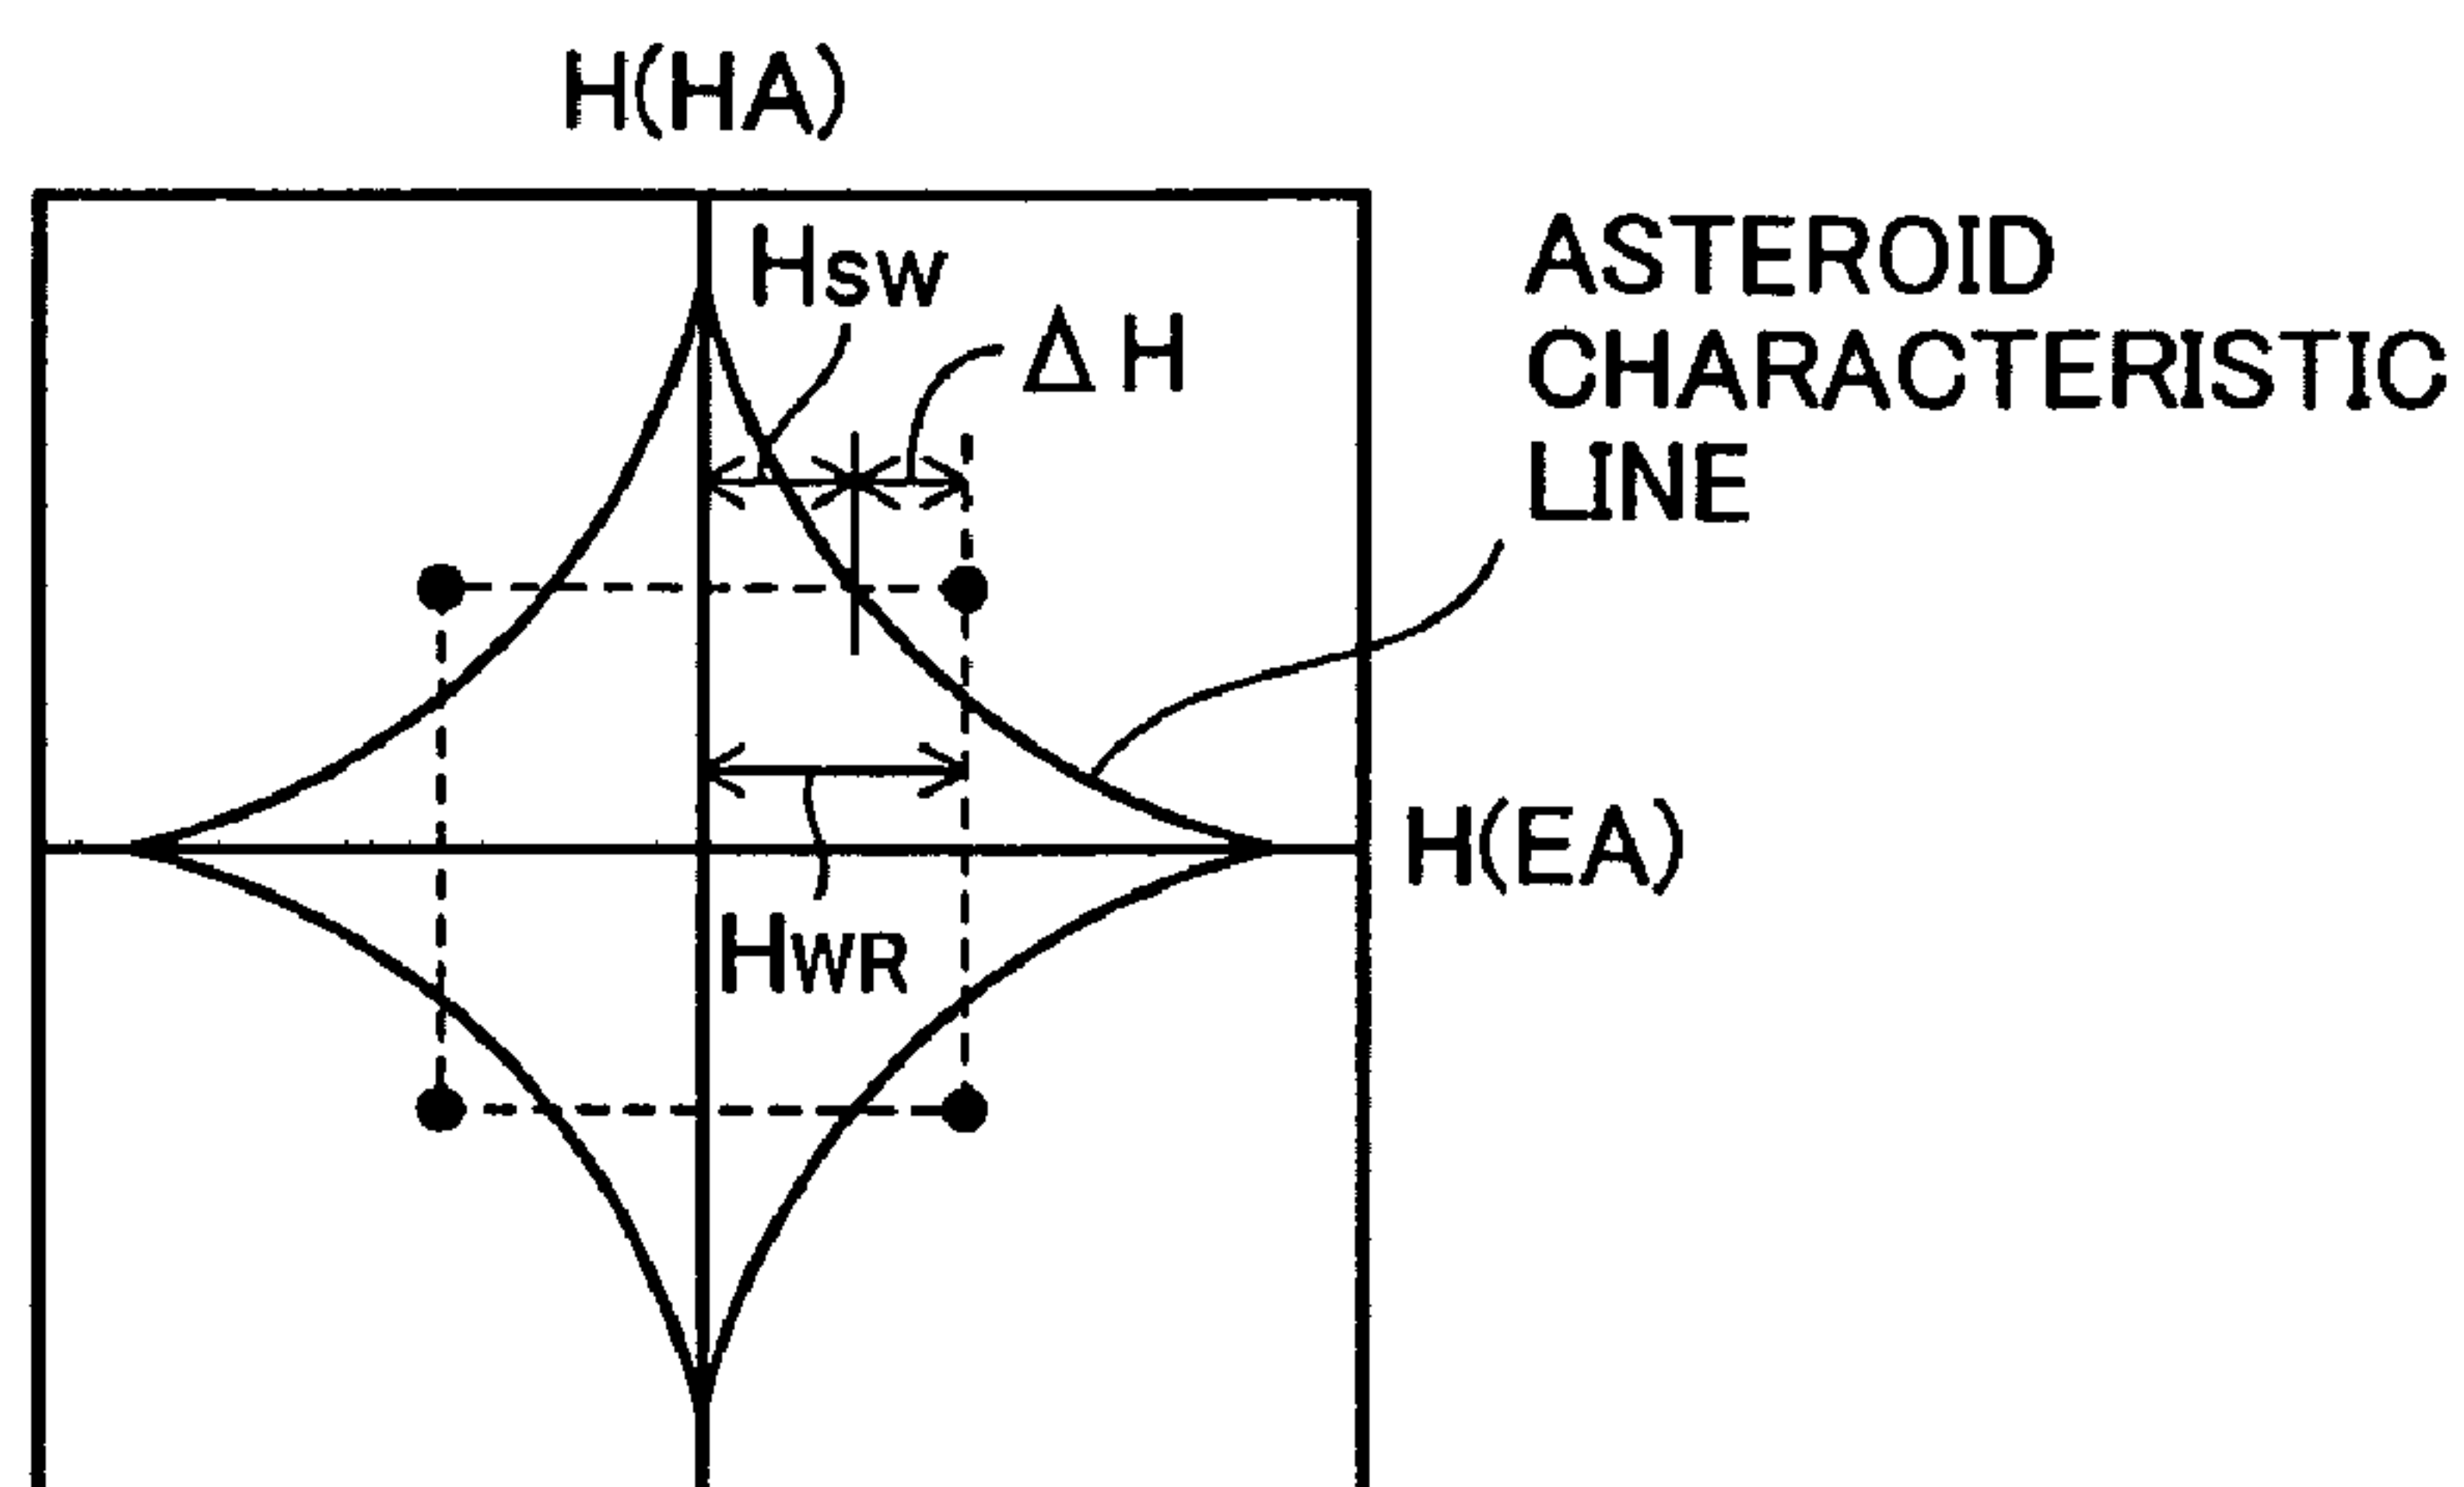 H(HA)
HSW
ΔH
ASTEROID
CHARACTERISTIC
LINE
H(EA)
HWR